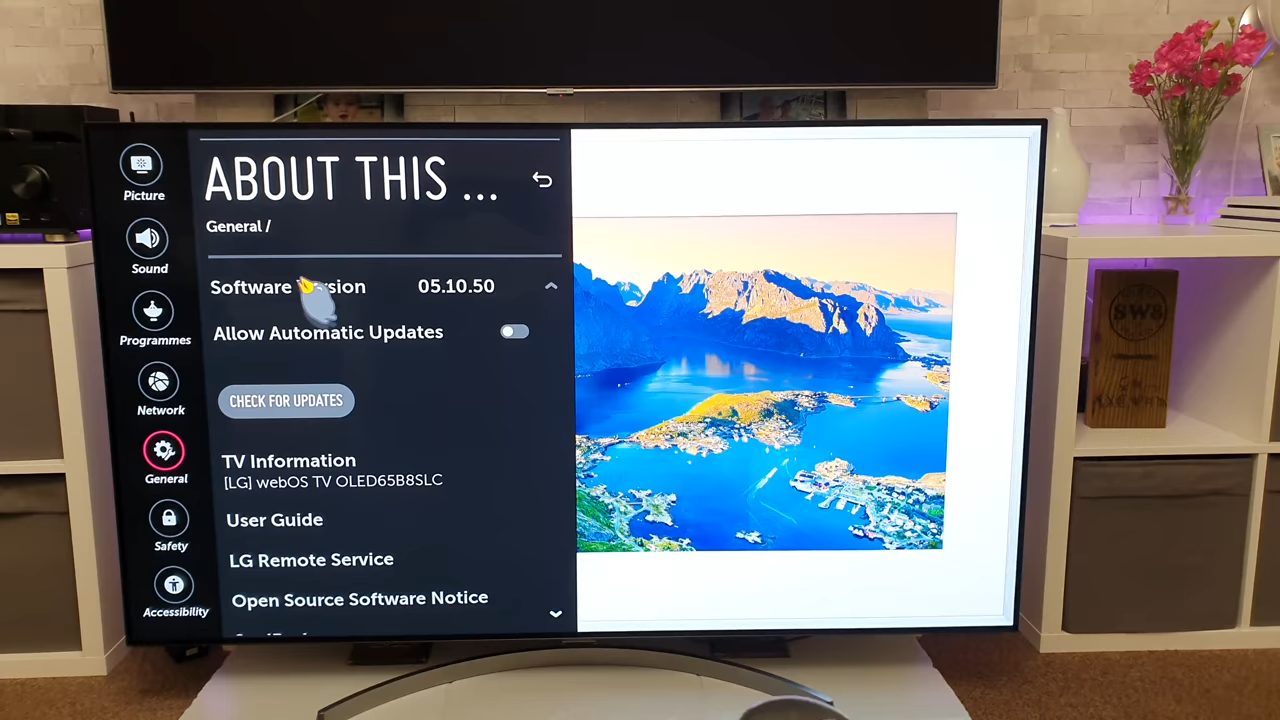 ABOUT THIS ...
General /
Software 05.10.50
Allow Automatic Updates
CHECK FOR UPDATES
TV Information
[LG] webOS TV OLED65B8SLC
User Guide
LG Remote Service
Open Source Software Notice
Picture
Sound
Programmes
Network
General
Safety
Accessibility
SW8